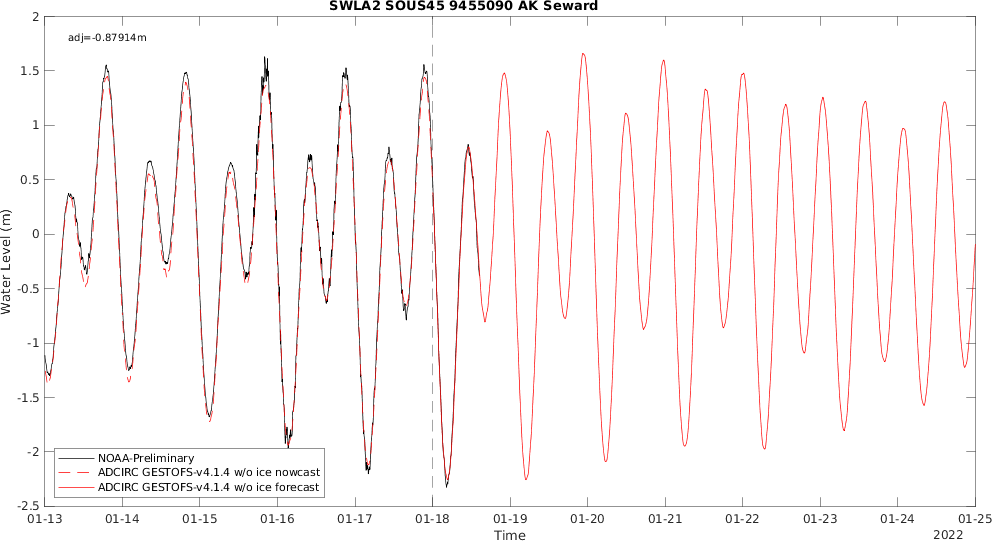 SWLA2 SOUS45 9455090 AK Seward
adj=-0.87914m
Water Level (m)
2
1.5
1
0.5
0
-0.5
-1
-1.5
-2
-2.5
NOAA-Preliminary
ADCIRC GESTOFS-v4.1.4 w/o ice nowcast
ADCIRC GESTOFS-v4.1.4 w/o ice forecast
01-13 01-14 01-15 01-16 01-17 01-18 01-19 01-20 01-21 01-22 01-23 01-24 01-25
Time
2022